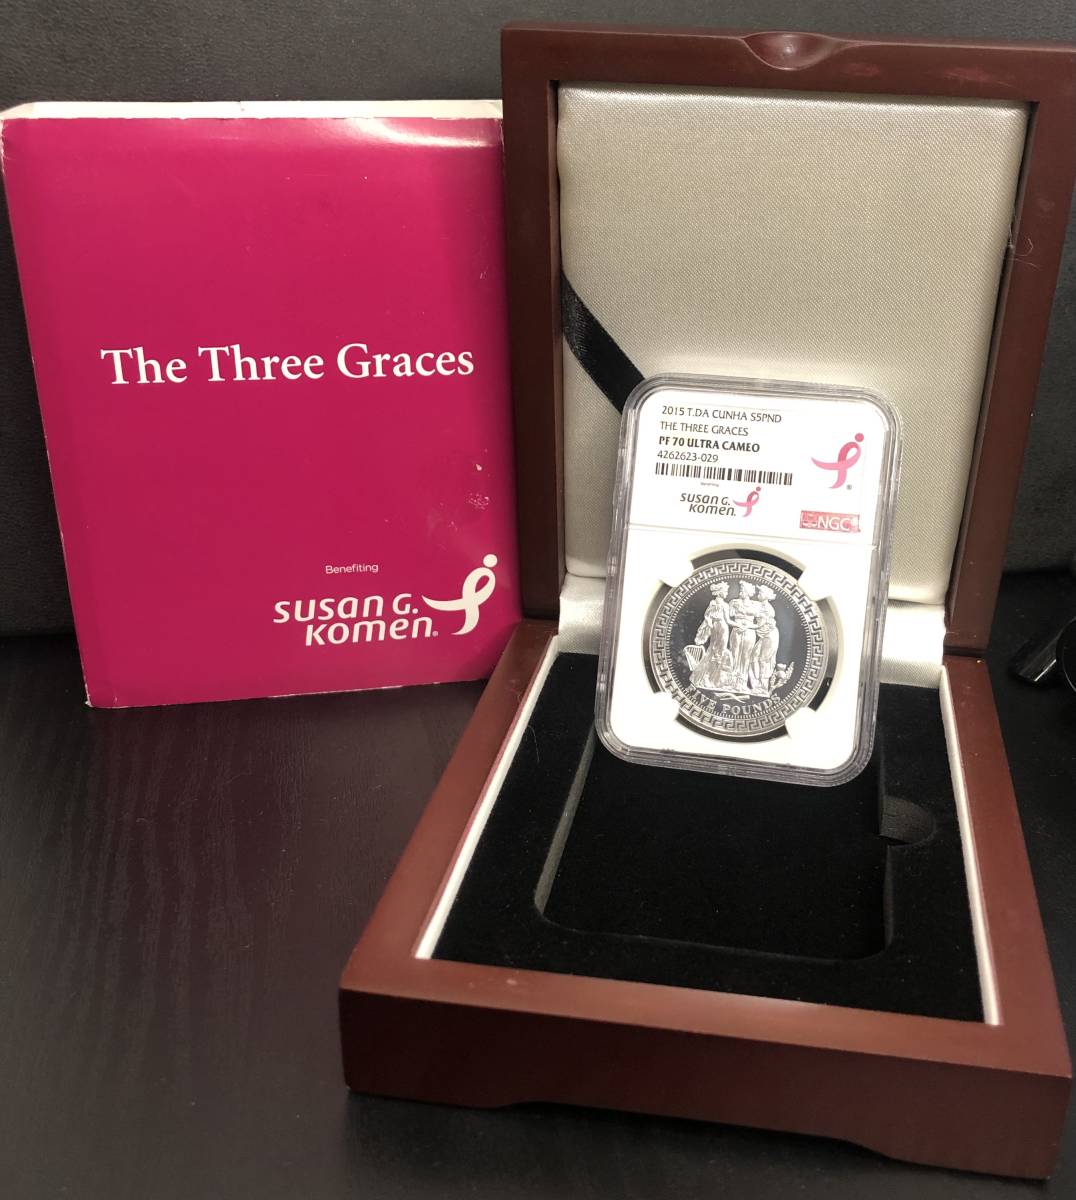 The Three Graces
Benefiting
susan G.
Komen®
2015 T.DA CUNHA S5PND
THE THREE GRACES
PF 70 ULTRA CAMEO
4262623-029
Benefiting
susan G.
Komen.
®
NGC
FIVE POUNDS